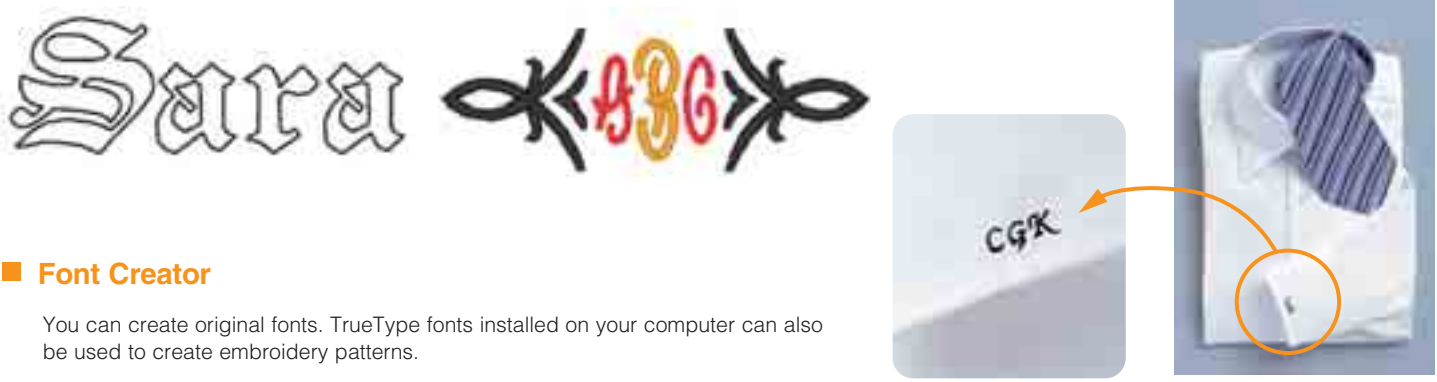 Sara
ABC
CGK
Font Creator
You can create original fonts. TrueType fonts installed on your computer can also
be used to create embroidery patterns.